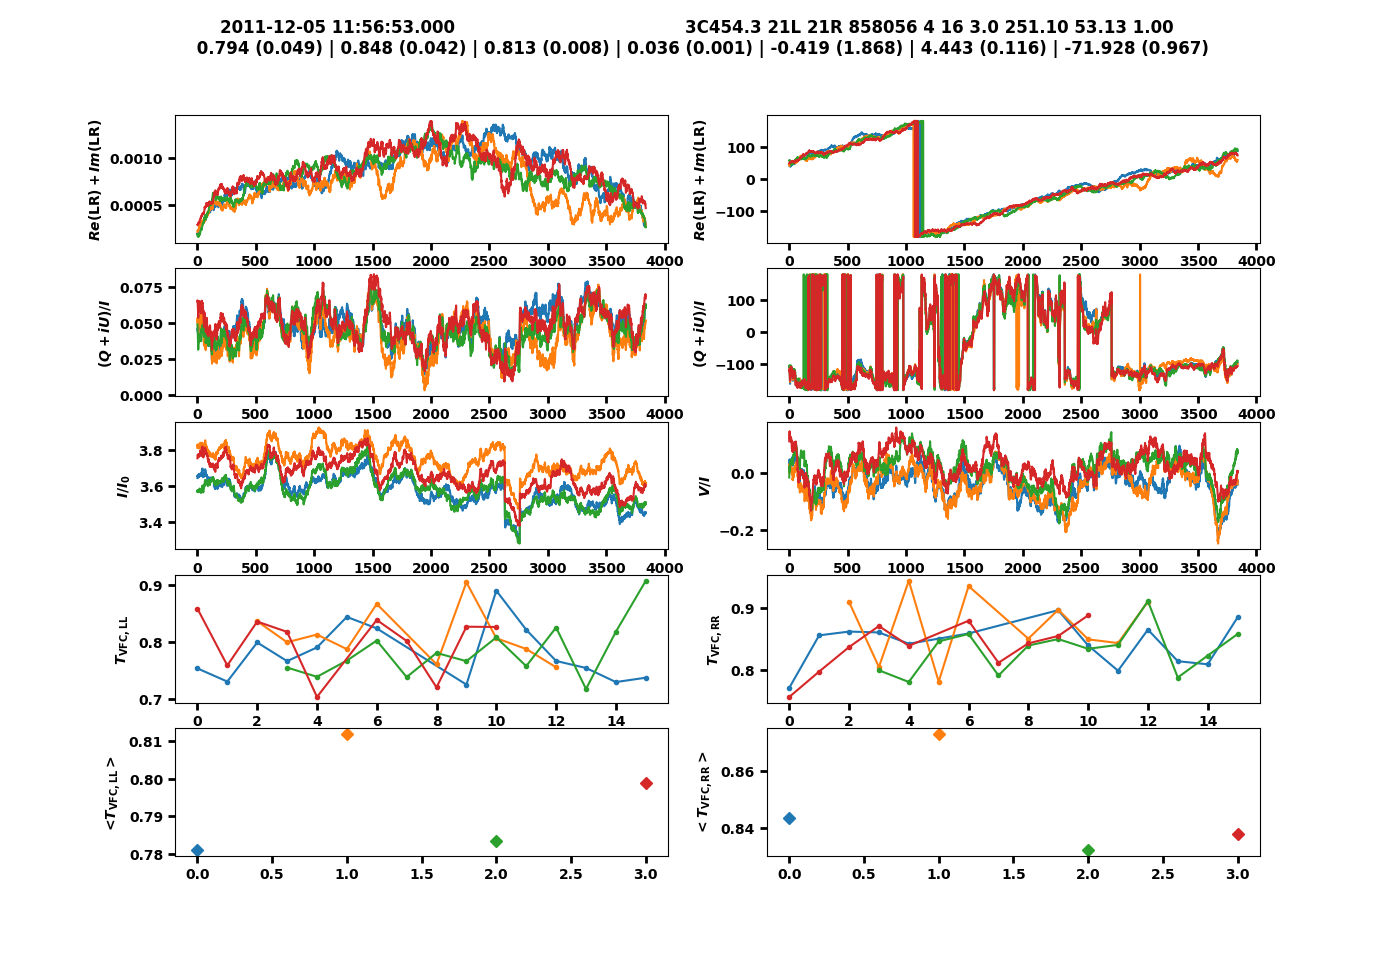 2011-12-05 11:56:53.000 3C454.3 21L 21R 858056 4 16 3.0 251.10 53.13 1.00
0.794 (0.049) | 0.848 (0.042) | 0.813 (0.008) | 0.036 (0.001) | -0.419 (1.868) | 4.443 (0.116) | -71.928 (0.967)
Re(LR) + Im(LR)
0.0010
0.0005
0 500 1000 1500 2000 2500 3000 3500 4000
Re(LR) + Im(LR)
100
0
−100
0 500 1000 1500 2000 2500 3000 3500 4000
(Q + iU)/I
0.075
0.050
0.025
0.000
0 500 1000 1500 2000 2500 3000 3500 4000
(Q + iU)/I
100
0
−100
0 500 1000 1500 2000 2500 3000 3500 4000
I/I0
3.8
3.6
3.4
0 500 1000 1500 2000 2500 3000 3500 4000
V/I
0.0
−0.2
0 500 1000 1500 2000 2500 3000 3500 4000
TVFC, LL
0.9
0.8
0.7
0 2 4 6 8 10 12 14
TVFC, RR
0.9
0.8
0 2 4 6 8 10 12 14
<TVFC, LL >
0.81
0.80
0.79
0.78
0.0 0.5 1.0 1.5 2.0 2.5 3.0
< TVFC, RR >
0.86
0.84
0.0 0.5 1.0 1.5 2.0 2.5 3.0